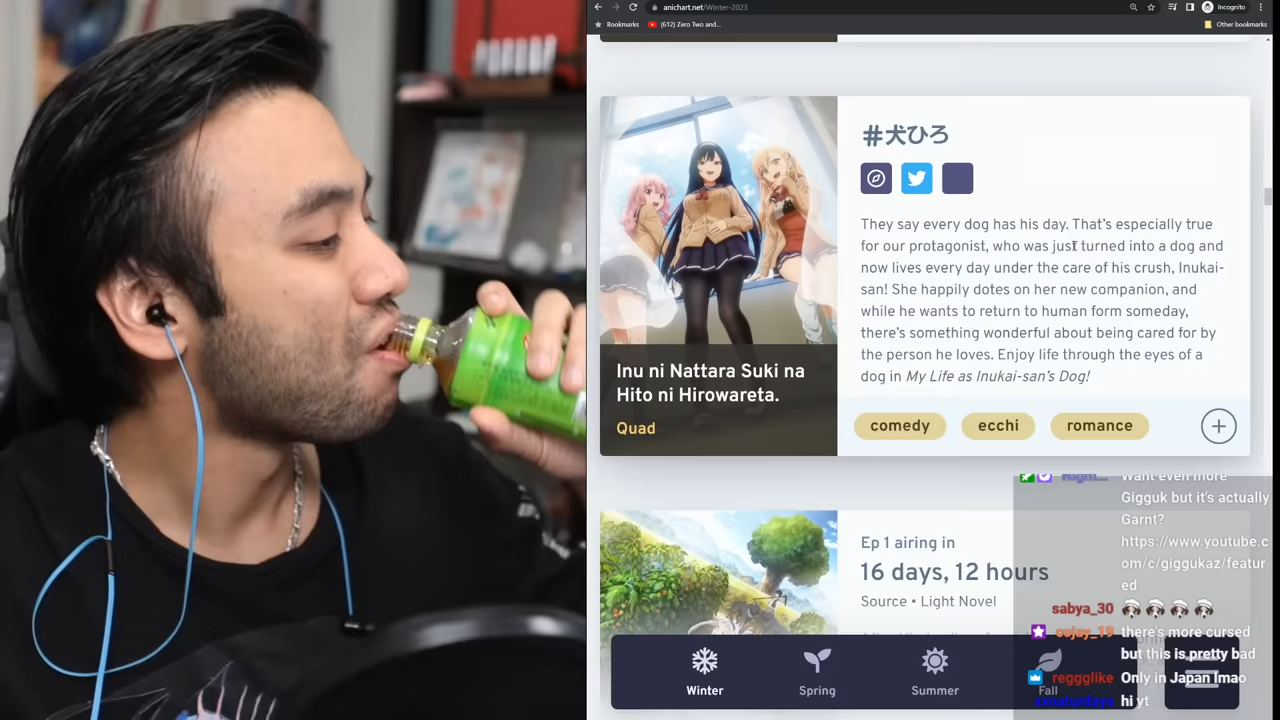 anichart.net/Winter-2023
Incognito
Bookmarks
(612) Zero Two and...
Other bookmarks
#犬ひろ
They say every dog has his day. That's especially true
for our protagonist, who was just turned into a dog and
now lives every day under the care of his crush, Inukai-
san! She happily dotes on her new companion, and
while he wants to return to human form someday,
there's something wonderful about being cared for by
the person he loves. Enjoy life through the eyes of a
dog in My Life as Inukai-san's Dog!
Inu ni Nattara Suki na
Hito ni Hirowareta.
Quad
comedy
ecchi
romance
Want even more
Gigguk but it's actually
Garnt?
https://www.youtube.c
om/c/giggukaz/featur
ed
sabya_30
there's more cursed
but this is pretty bad
reggglike Only in Japan lmao
hi yt
Ep 1 airing in
16 days, 12 hours
Source • Light Novel
Winter
Spring
Summer
Fall